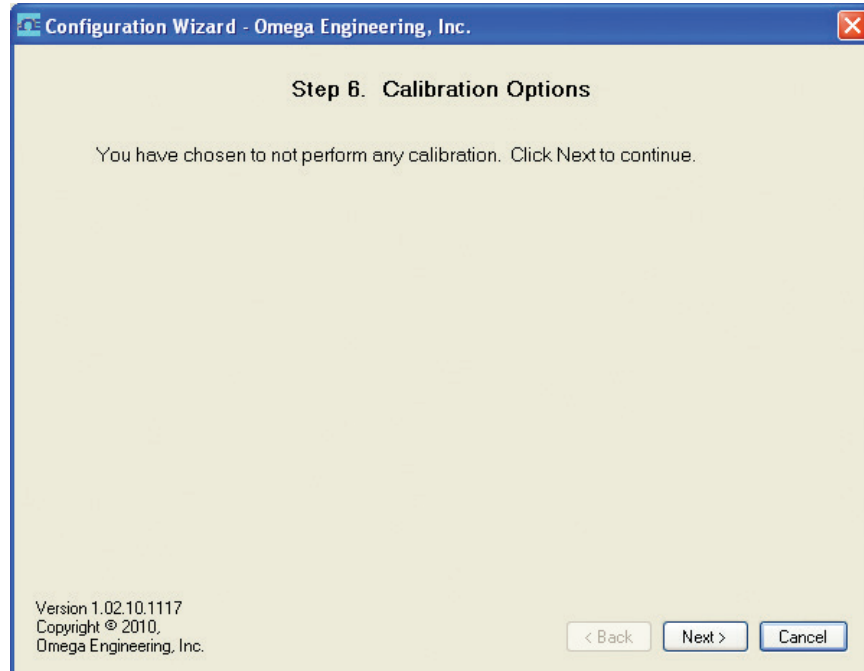 Configuration Wizard - Omega Engineering, Inc.
Step 6. Calibration Options
You have chosen to not perform any calibration. Click Next to continue.
Version 1.02.10.1117
Copyright © 2010,
Omega Engineering, Inc.
< Back Next > Cancel